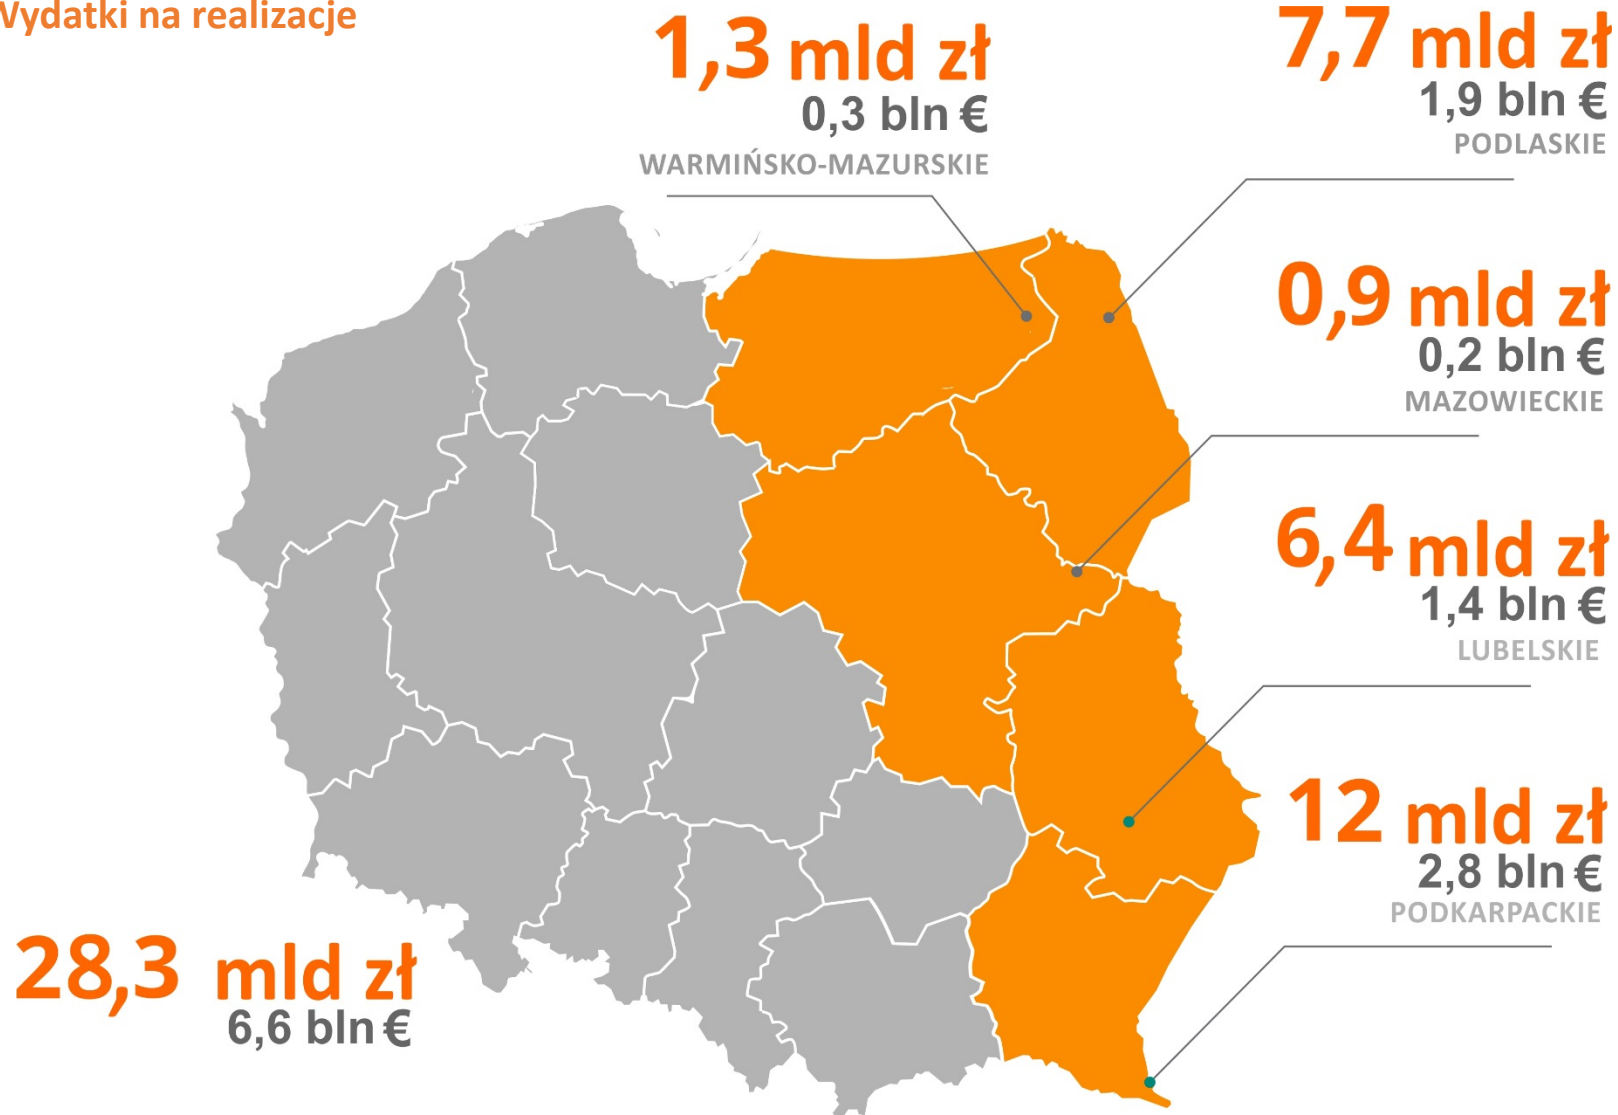 Wydatki na realizacje
1,3 mld zł
0,3 bln €
WARMIŃSKO-MAZURSKIE
7,7 mld zł
1,9 bln €
PODLASKIE
0,9 mld zł
0,2 bln €
MAZOWIECKIE
6,4 mld zł
1,4 bln €
LUBELSKIE
12 mld zł
2,8 bln €
PODKARPACKIE
28,3 mld zł
6,6 bln €